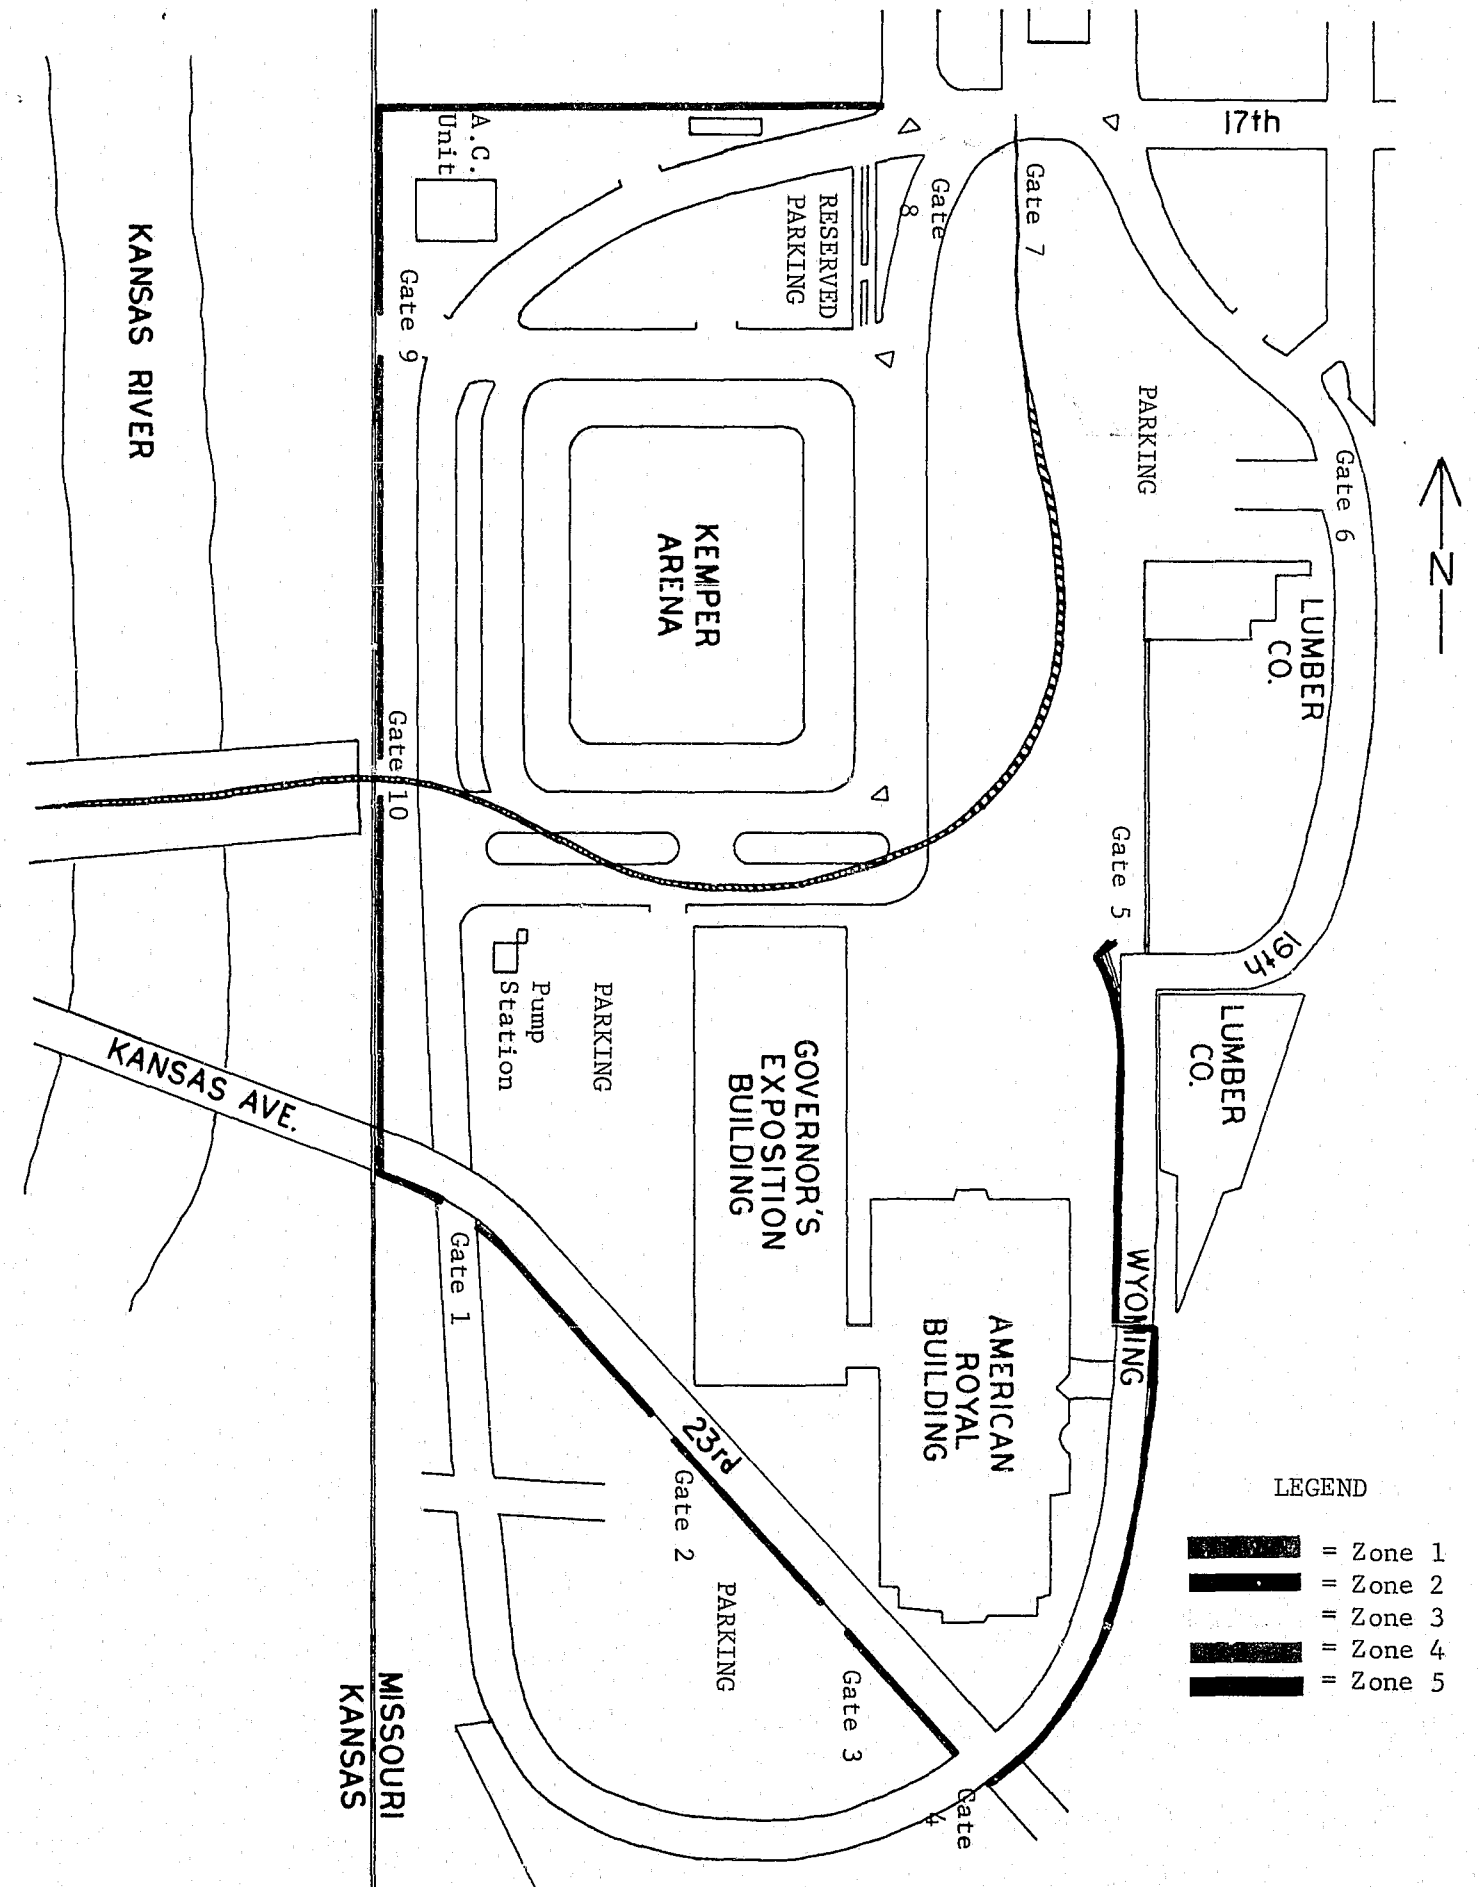 17th
A.C.
Unit
RESERVED
PARKING
Gate
8
Gate 7
KANSAS RIVER
Gate 9
PARKING
Gate 6
N
KEMPER
ARENA
LUMBER
CO.
Gate 10
Gate 5
19th
Pump
Station
PARKING
LUMBER
CO.
KANSAS AVE.
GOVERNOR'S
EXPOSITION
BUILDING
Gate 1
WYOMING
AMERICAN
ROYAL
BUILDING
23rd
Gate 2
PARKING
Gate 3
Gate
4
MISSOURI
KANSAS
LEGEND
= Zone 1
= Zone 2
= Zone 3
= Zone 4
= Zone 5